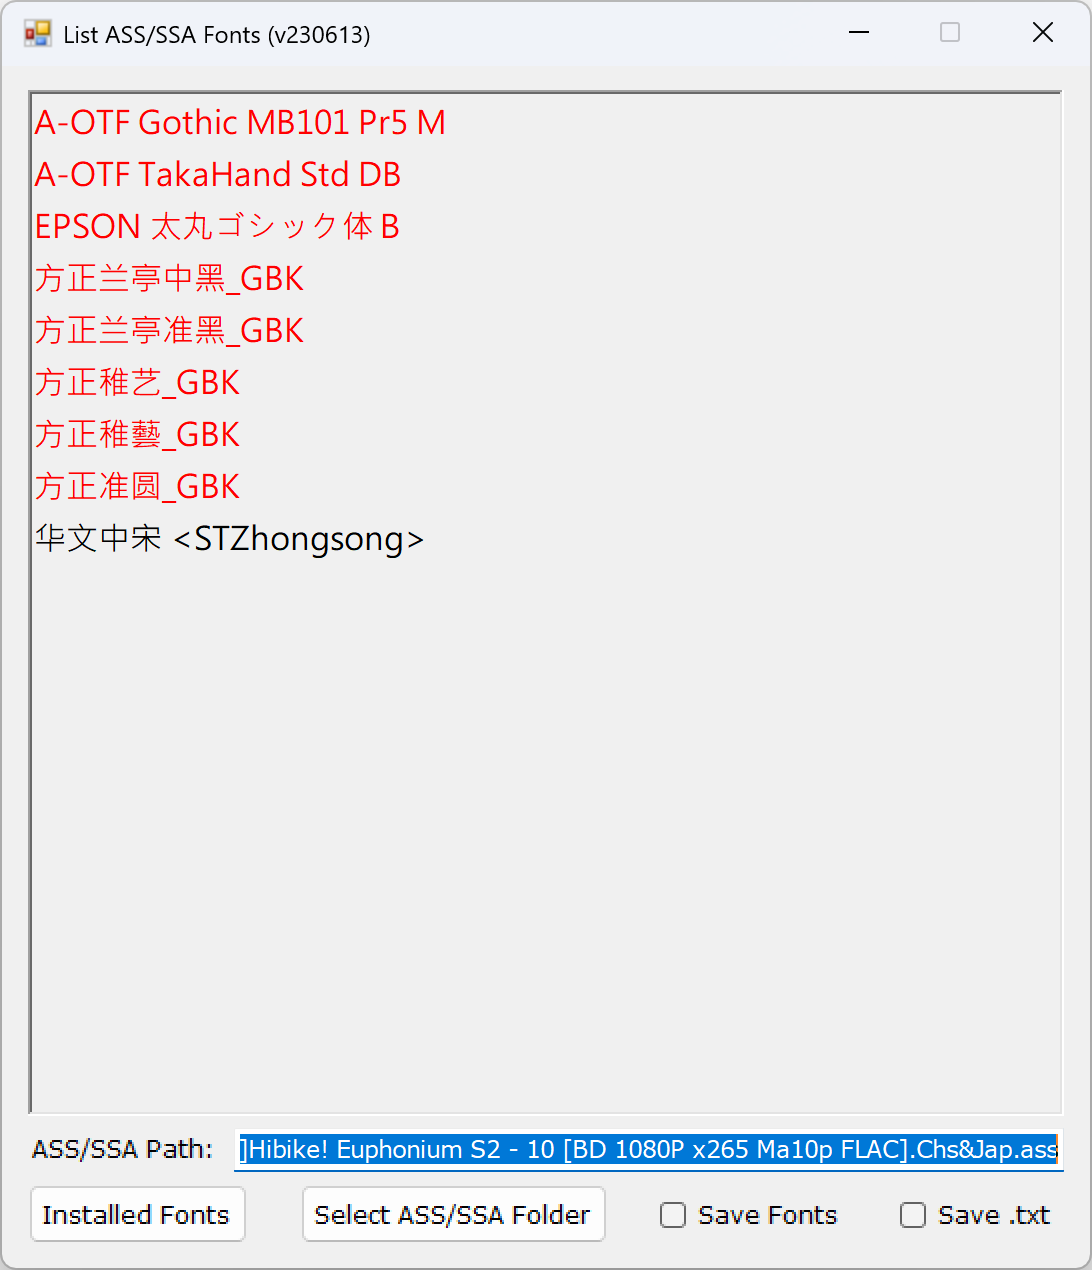 List ASS/SSA Fonts (v230613)
A-OTF Gothic MB101 Pr5 M
A-OTF TakaHand Std DB
EPSON 太丸ゴシック体 B
方正兰亭中黑_GBK
方正兰亭准黑_GBK
方正稚艺_GBK
方正稚藝_GBK
方正准圆_GBK
华文中宋 <STZhongsong>
ASS/SSA Path: ]Hibike! Euphonium S2 - 10 [BD 1080P x265 Ma10p FLAC].Chs&Jap.ass
Installed Fonts Select ASS/SSA Folder Save Fonts Save .txt